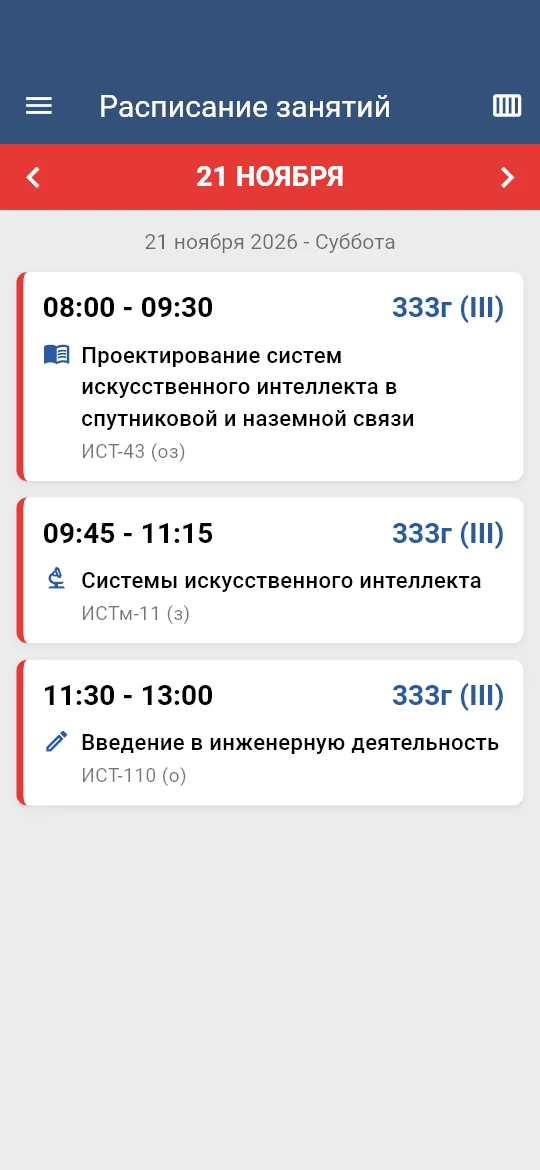 Расписание занятий
21 НОЯБРЯ
21 ноября 2026 - Суббота
08:00 - 09:30 333г (III)
Проектирование систем
искусственного интеллекта в
спутниковой и наземной связи
ИСТ-43 (оз)
09:45 - 11:15 333г (III)
Системы искусственного интеллекта
ИСТм-11 (з)
11:30 - 13:00 333г (III)
Введение в инженерную деятельность
ИСТ-110 (о)